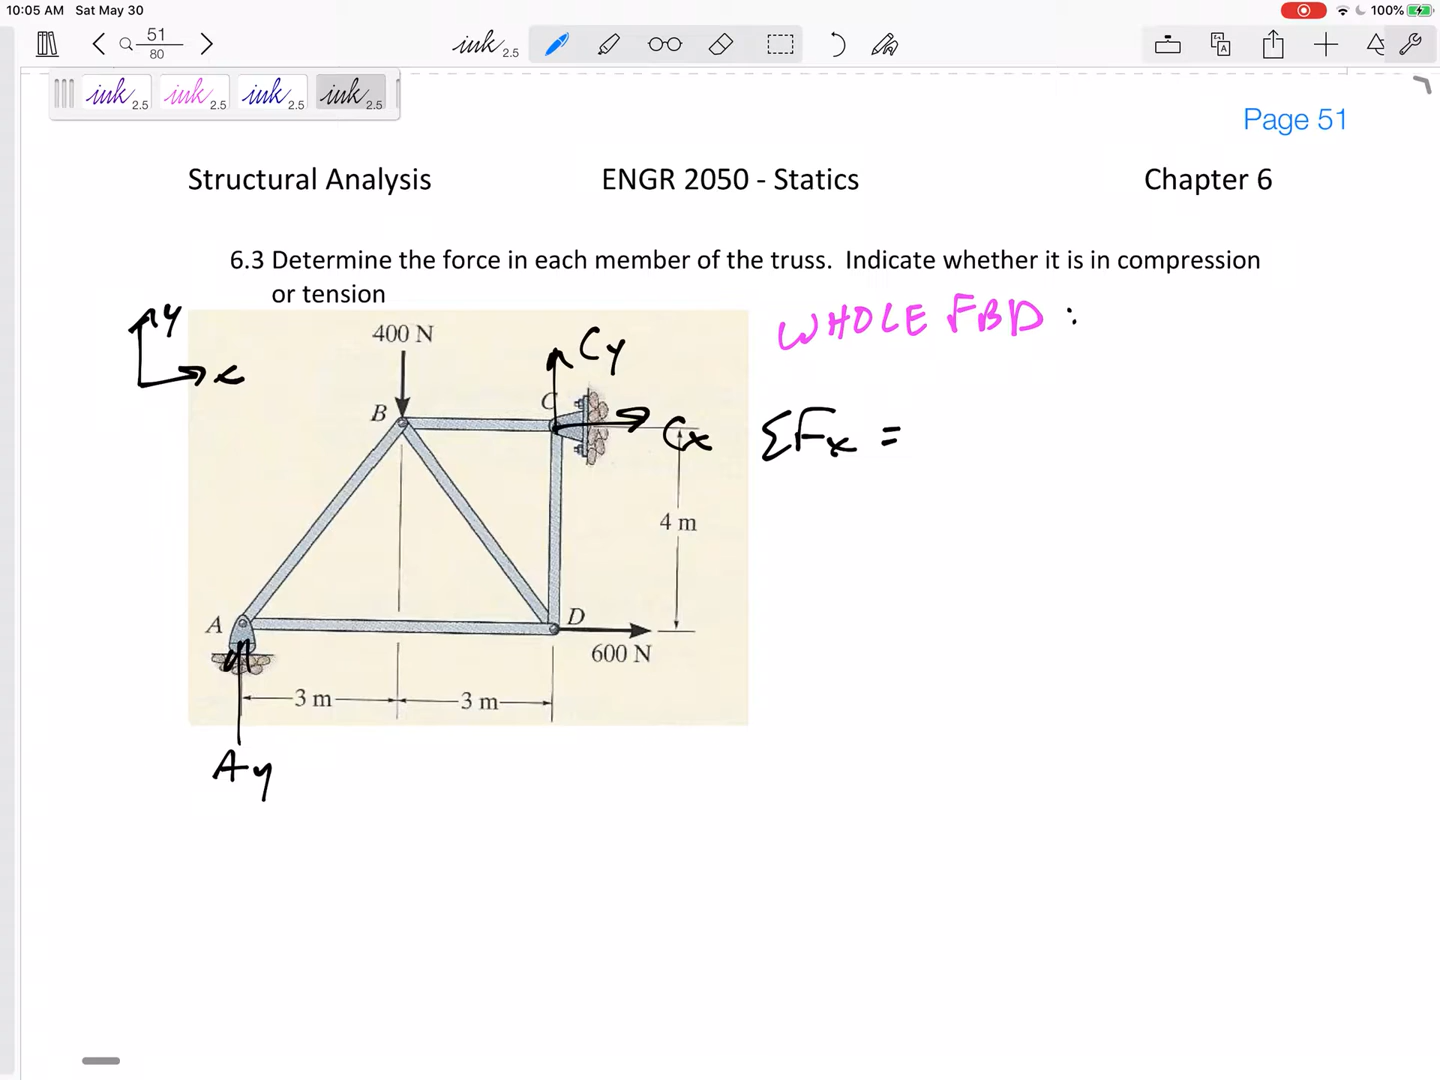 10:05 AM Sat May 30
100%
51
80
ink 2.5
ink 2.5
ink 2.5
ink 2.5
ink 2.5
Page 51
Structural Analysis ENGR 2050 - Statics Chapter 6
6.3 Determine the force in each member of the truss. Indicate whether it is in compression
or tension
WHOLE FBD :
y
x
400 N
Cy
B
C
Cx
ΣFx =
4 m
A
D
600 N
3 m
3 m
Ay